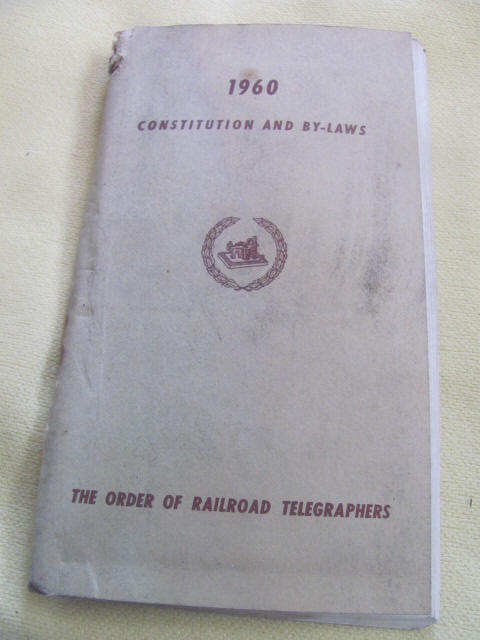 1960
CONSTITUTION AND BY-LAWS
THE ORDER OF RAILROAD TELEGRAPHERS